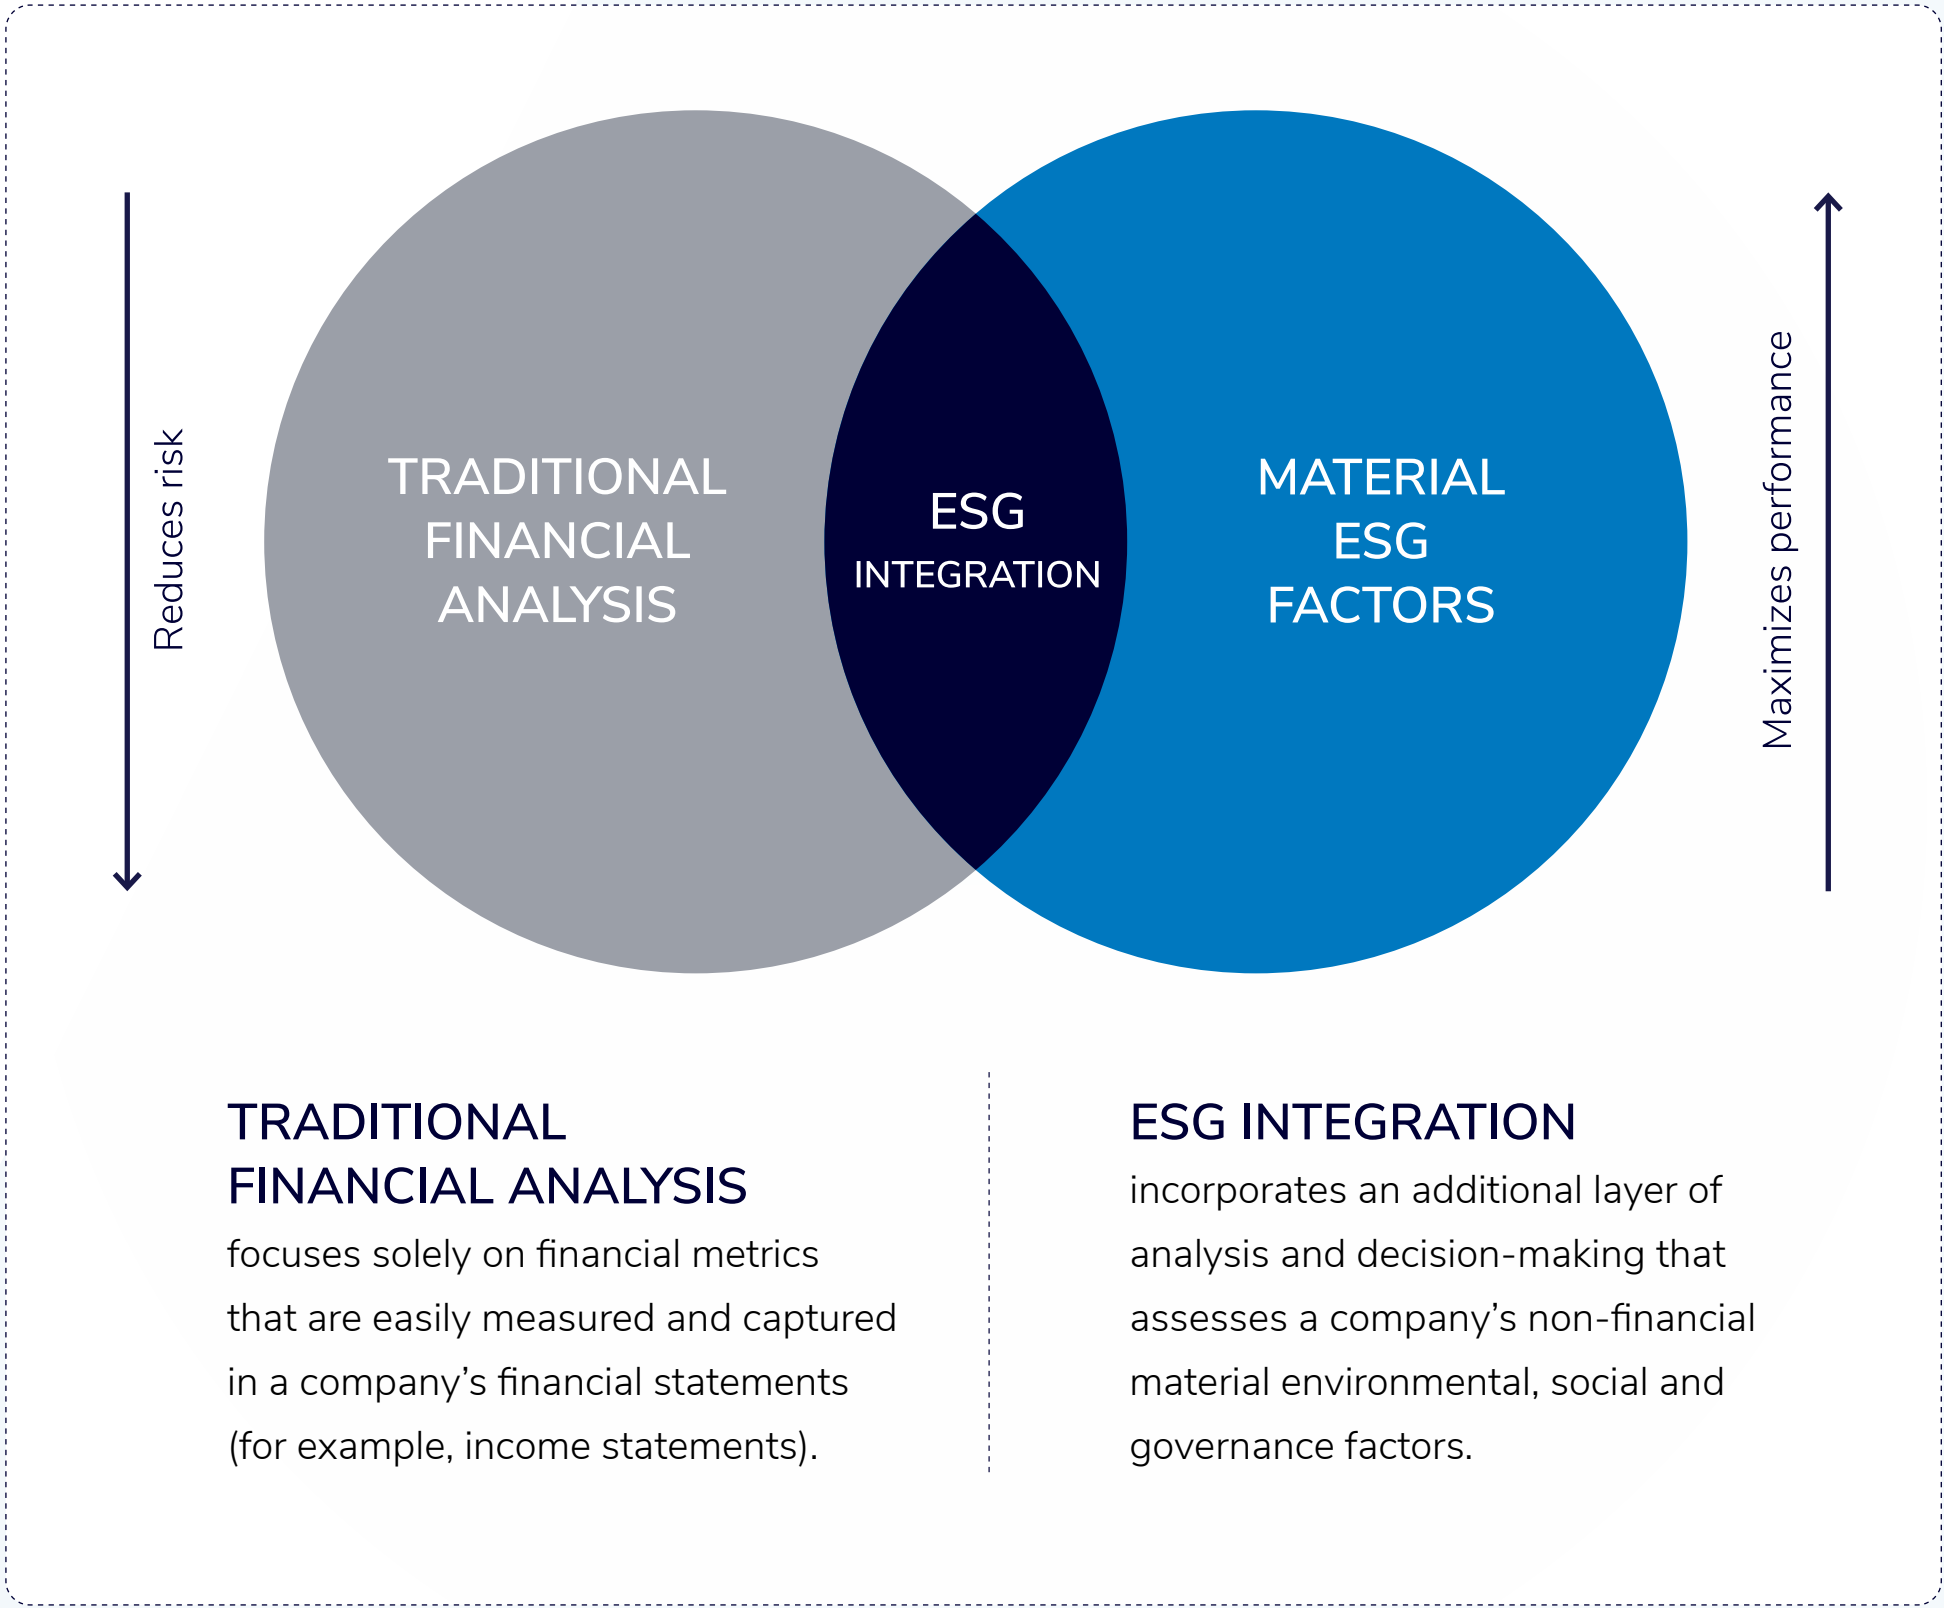 Reduces risk
TRADITIONAL
FINANCIAL
ANALYSIS
ESG
INTEGRATION
MATERIAL
ESG
FACTORS
Maximizes performance
TRADITIONAL
FINANCIAL ANALYSIS
focuses solely on financial metrics
that are easily measured and captured
in a company’s financial statements
(for example, income statements).
ESG INTEGRATION
incorporates an additional layer of
analysis and decision-making that
assesses a company’s non-financial
material environmental, social and
governance factors.